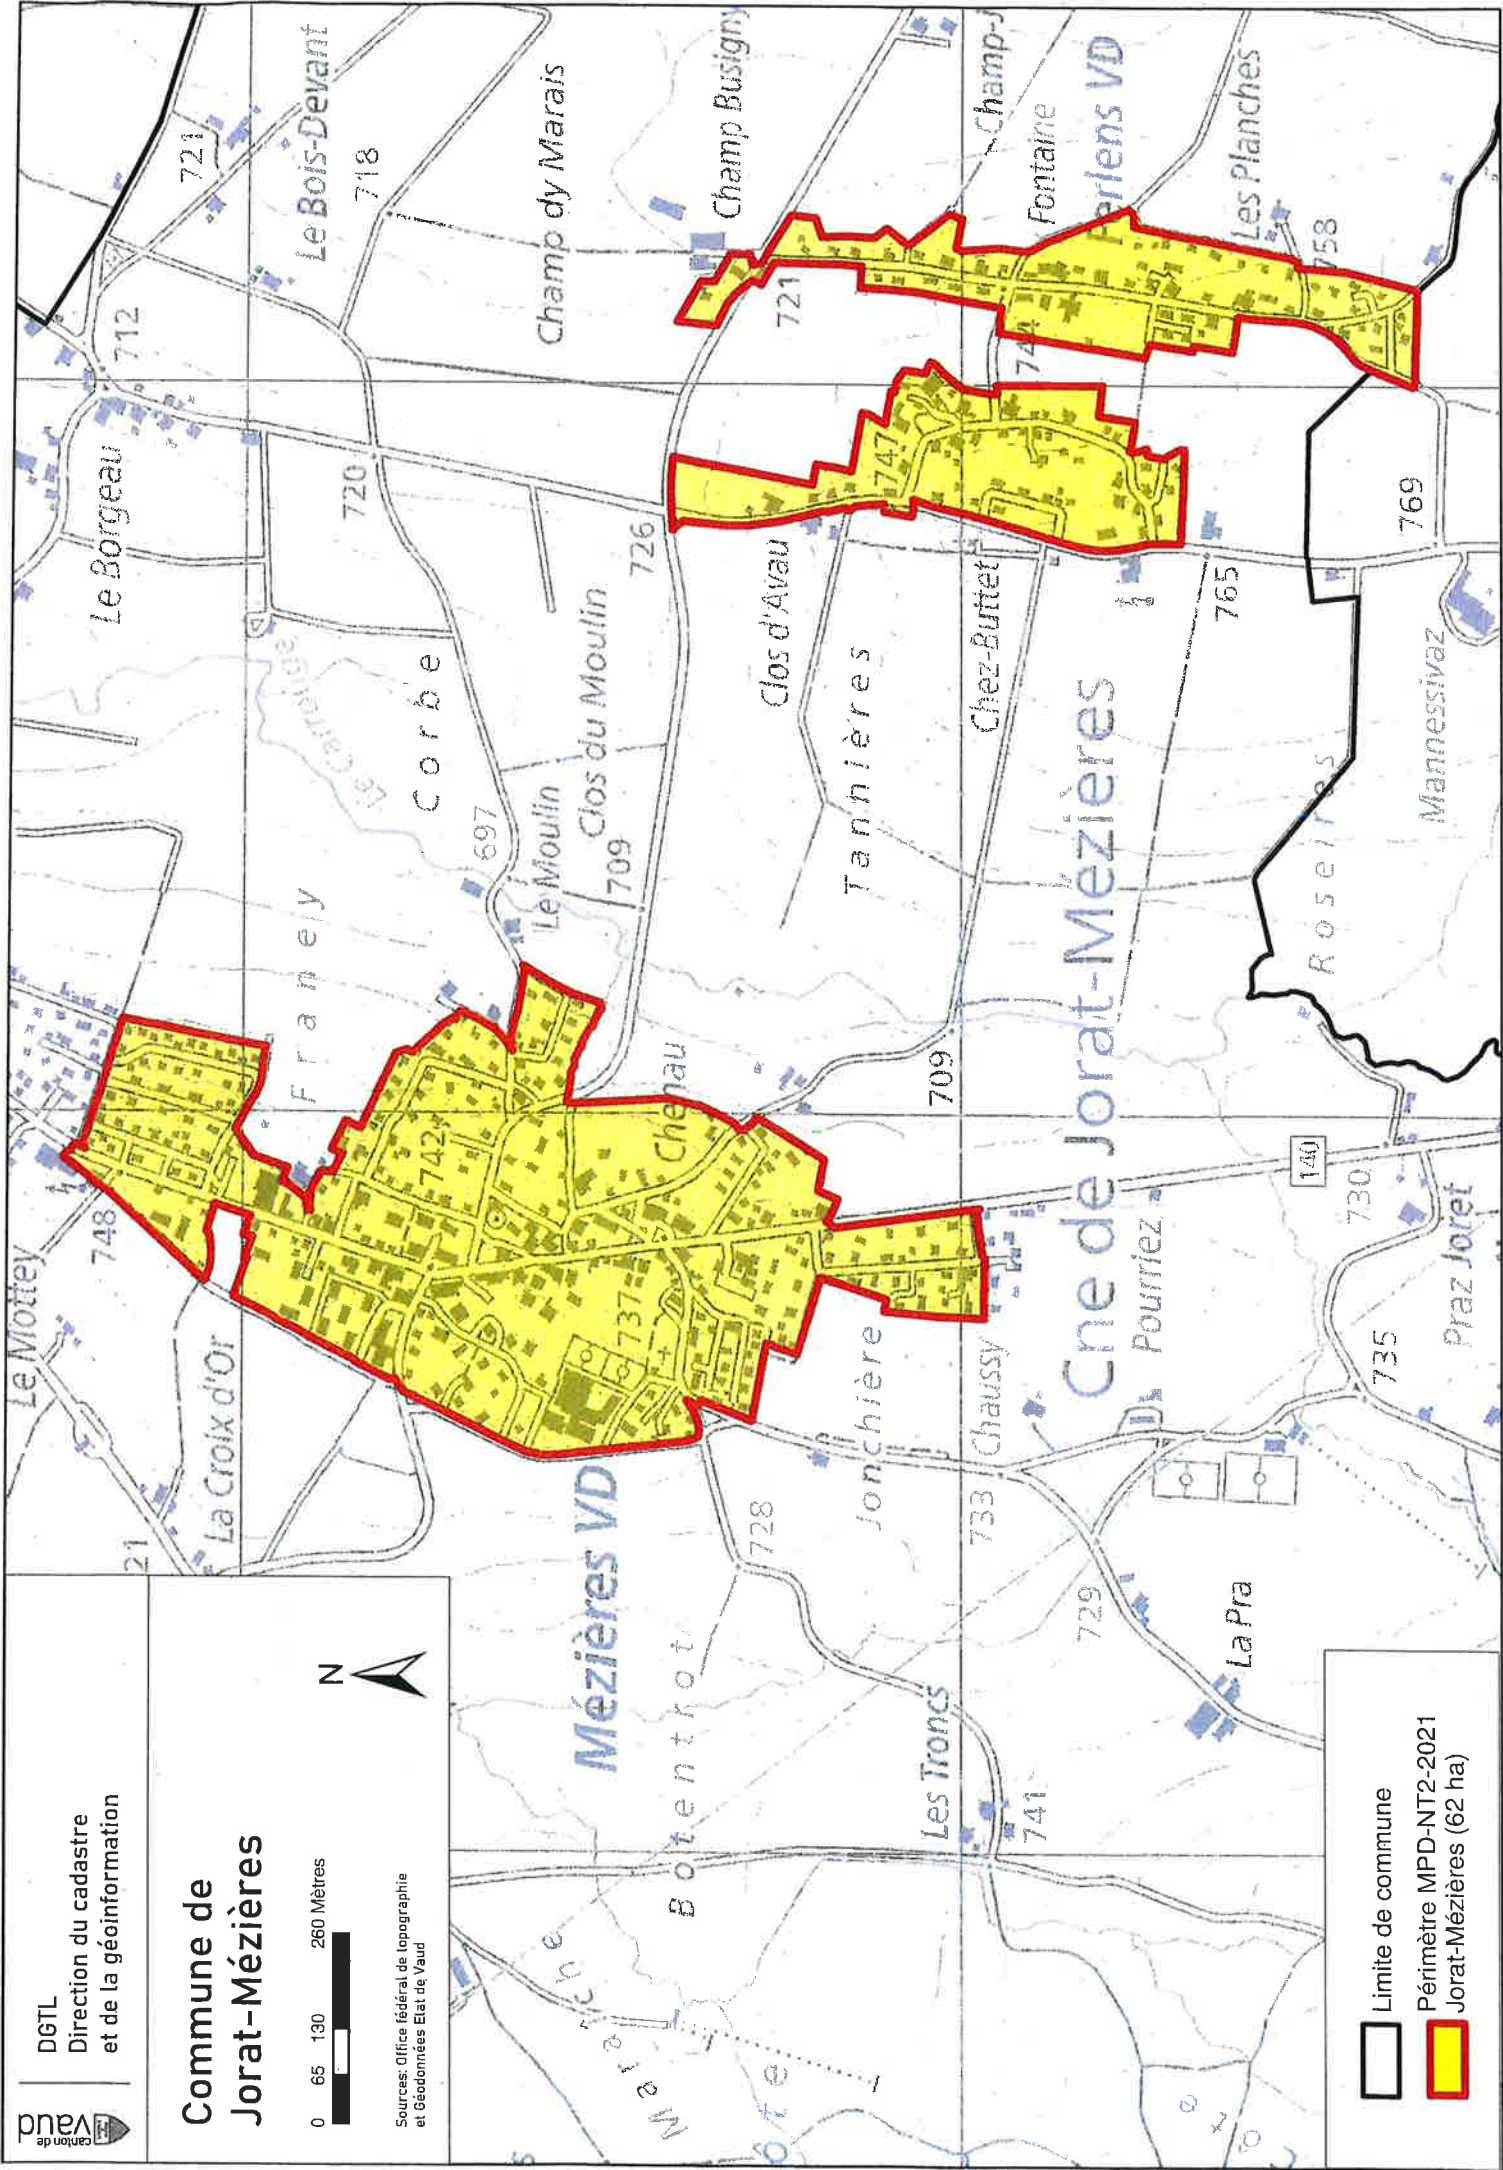 canton de
vaud
DGTL
Direction du cadastre
et de la géoinformation
Commune de
Jorat-Mézières
0 65 130 260 Mètres
N
Sources: Office fédéral de topographie
et Géodonnées Etat de Vaud
Limite de commune
Périmètre MPD-NT2-2021
Jorat-Mézières (62 ha)
Le Mottey
748
21
La Croix d'Or
Franey
Le Borgeau
712
721
Le Bois-Devant
718
720
Corbe
697
Le Moulin
Clos du Moulin
709
726
Champ dy Marais
Champ Busigny
721
742
737
Chenau
Mézières VD
728
Botentrot
Jonchière
Clos d'Avau
747
Tannières
Chez-Buttet
744
Fontaine
Les Planches
758
765
769
709
733
Chaussy
Cne de Jorat-Mézières
Pourriez
140
730
735
Praz Joret
Roseires
Mannessivaz
Les Troncs
741
729
La Pra